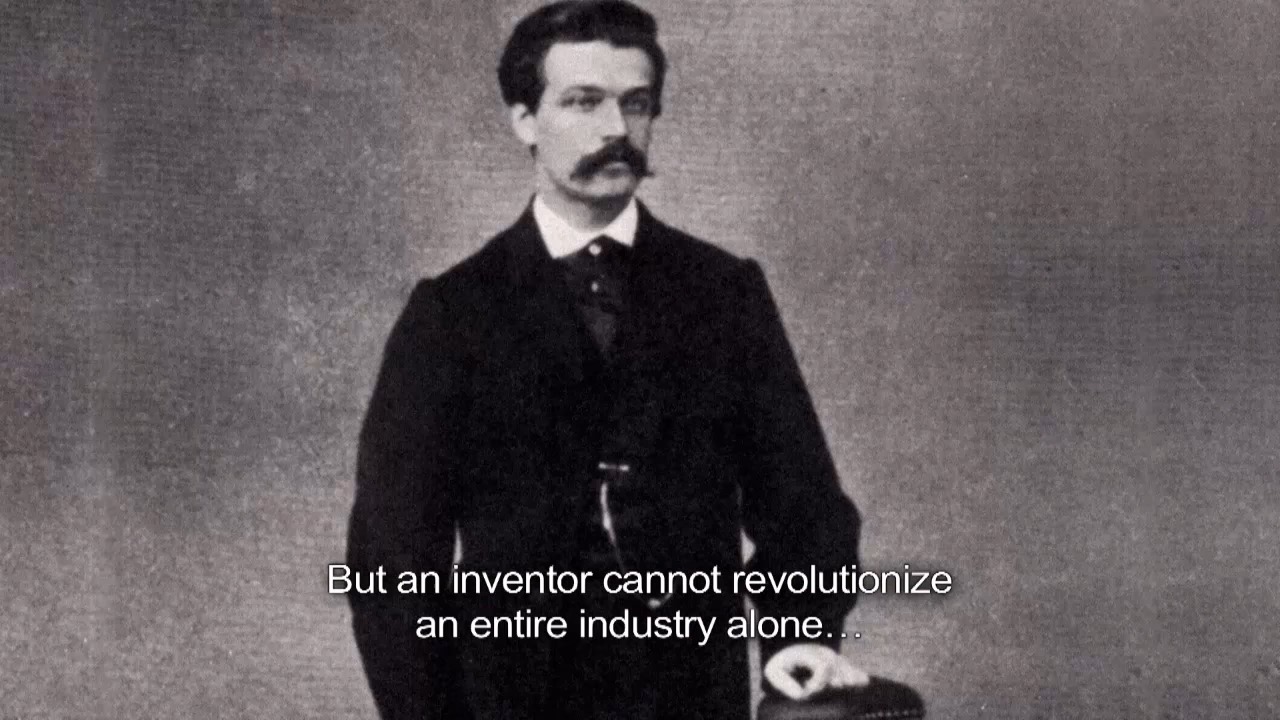 But an inventor cannot revolutionize
an entire industry alone…